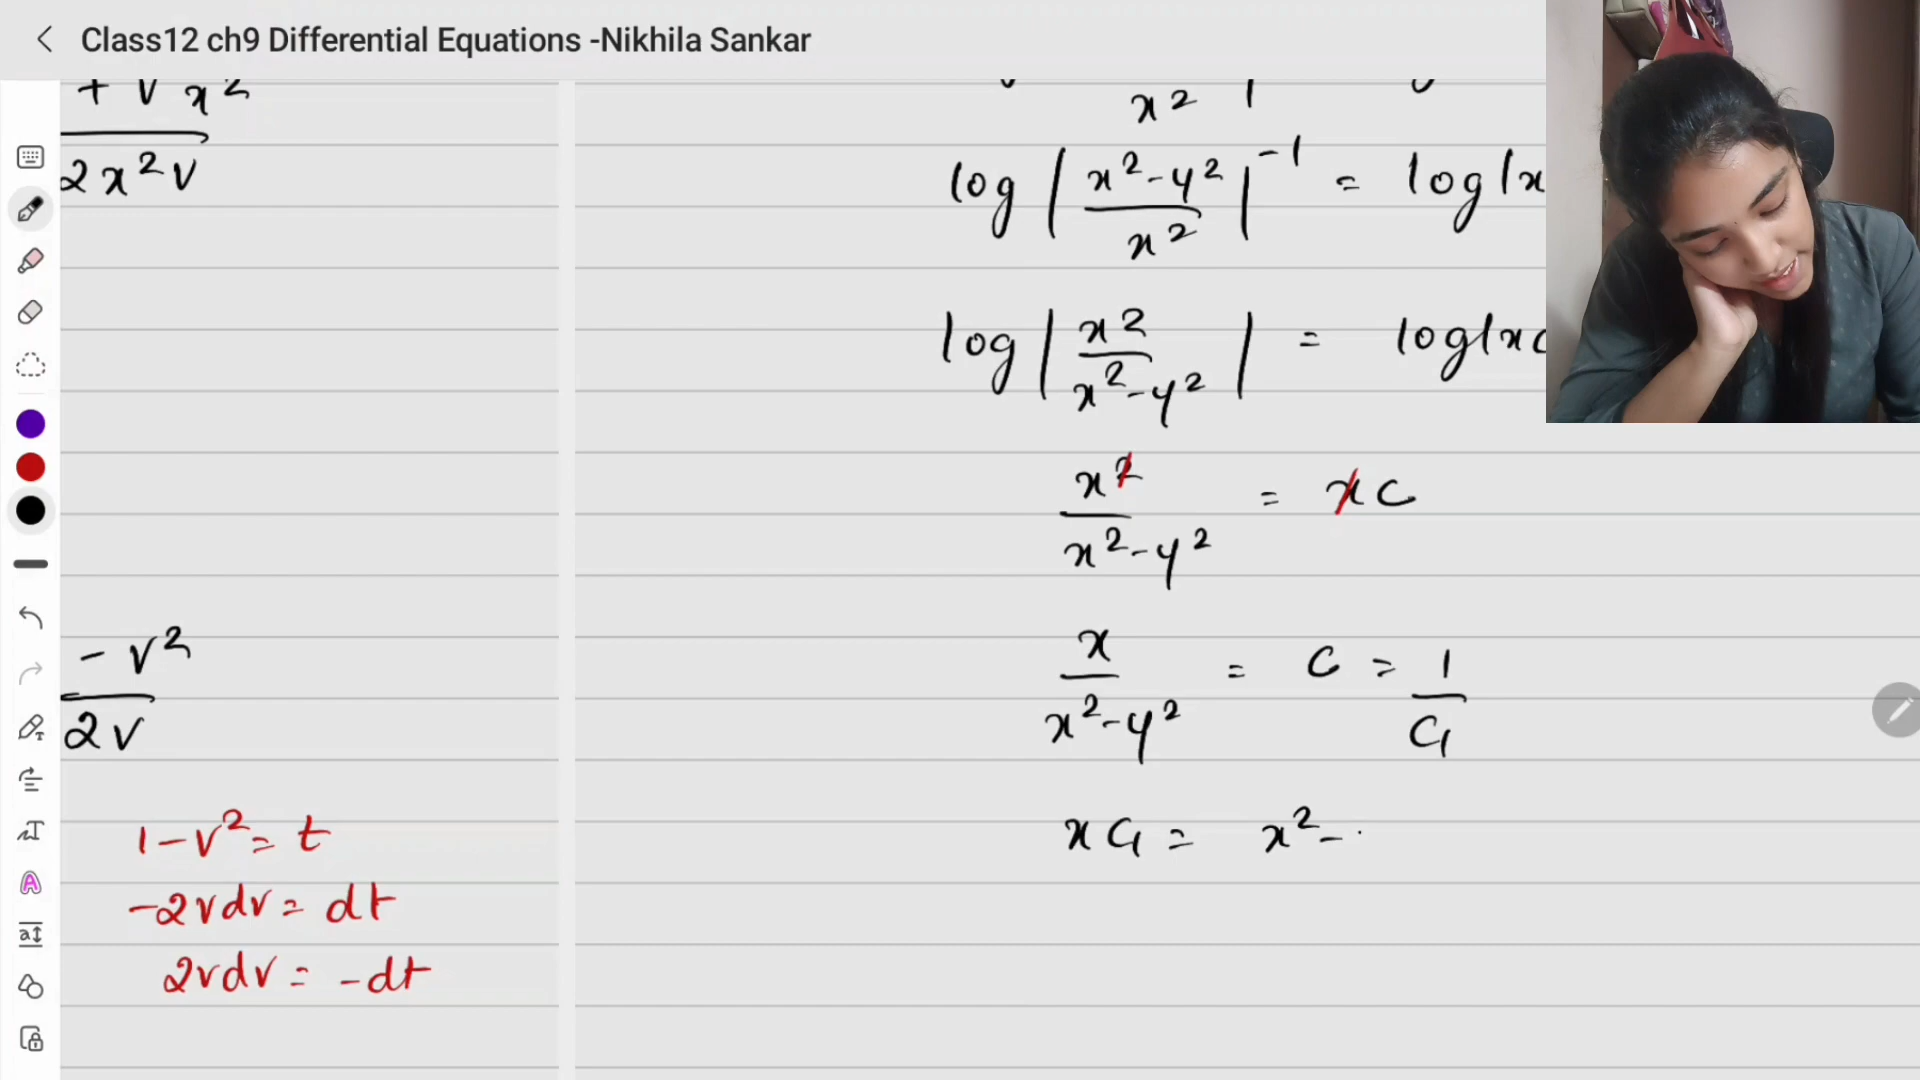 Class12 ch9 Differential Equations -Nikhila Sankar
+ v x²
2x²v
- v²
2v
1-v² = t
-2vdv = dt
2vdv = -dt
x²
log |x²-y² / x²|⁻¹ = log|x
log |x² / x²-y²| = log|xc
x² / x²-y² = xc
x / x²-y² = c = 1 / C₁
xC₁ = x² -